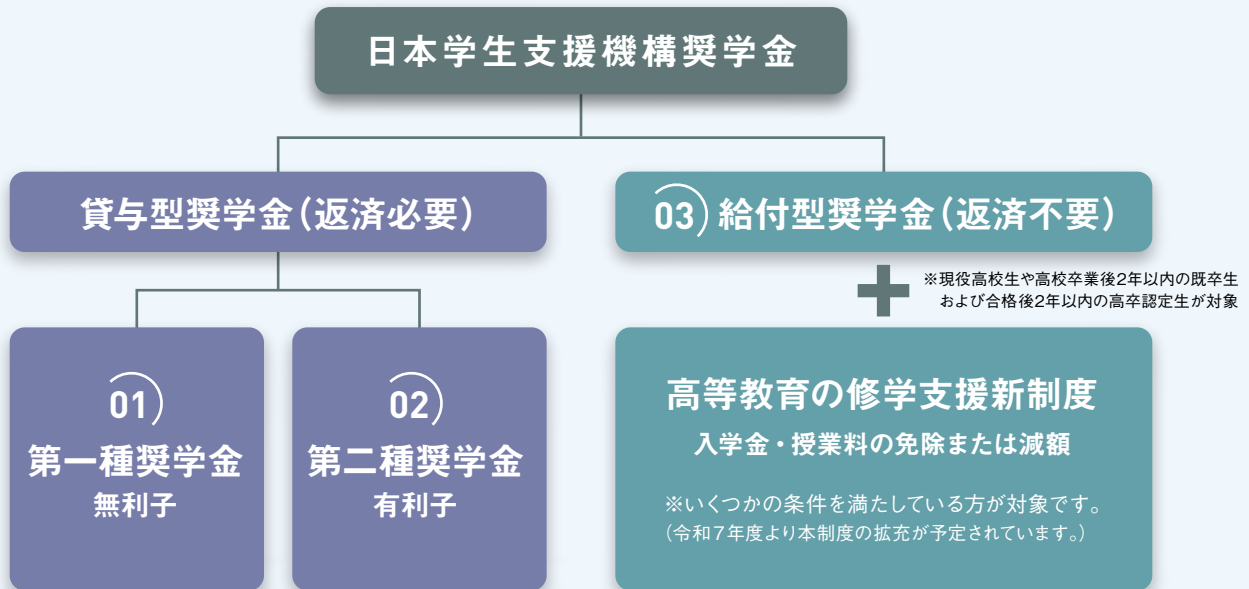 日本学生支援機構奨学金
貸与型奨学金(返済必要)
03 給付型奨学金(返済不要)
※現役高校生や高校卒業後2年以内の既卒生
および合格後2年以内の高卒認定生が対象
01
第一種奨学金
無利子
02
第二種奨学金
有利子
高等教育の修学支援新制度
入学金・授業料の免除または減額
※いくつかの条件を満たしている方が対象です。
(令和7年度より本制度の拡充が予定されています。)